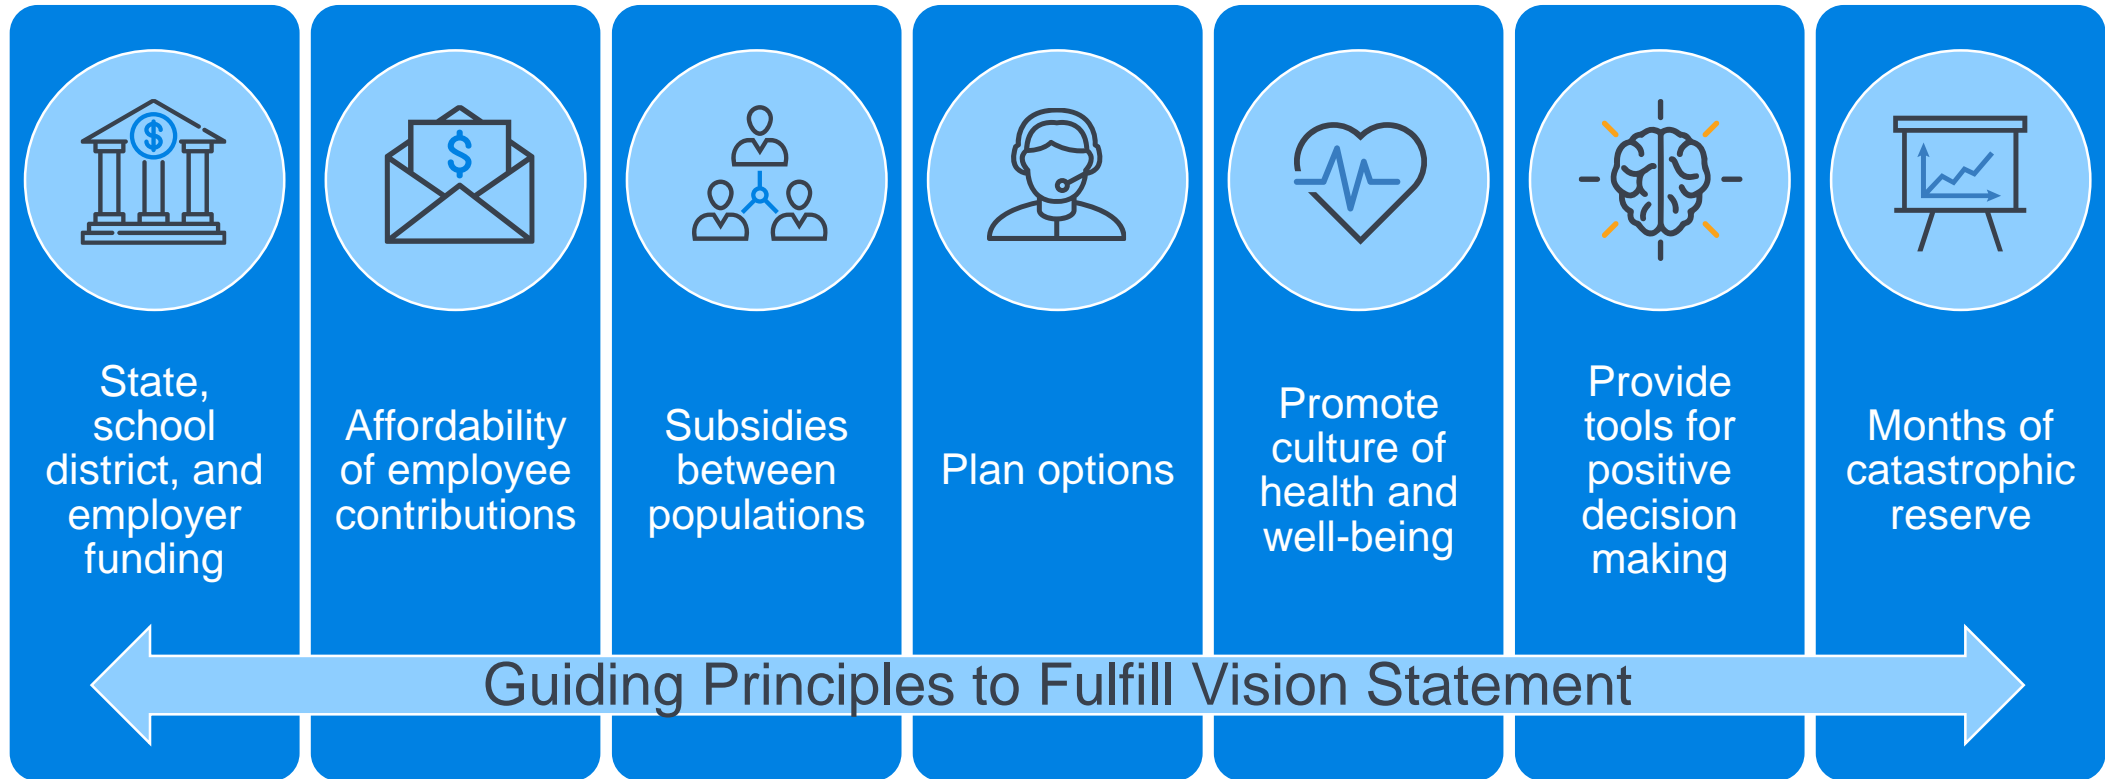 State,
school
district, and
employer
funding
Affordability
of employee
contributions
Subsidies
between
populations
Plan options
Promote
culture of
health and
well-being
Provide
tools for
positive
decision
making
Months of
catastrophic
reserve
Guiding Principles to Fulfill Vision Statement